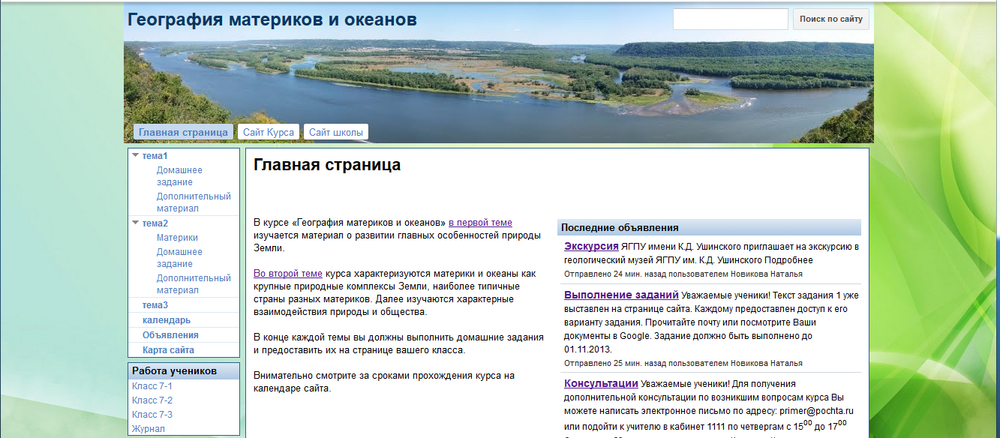 География материков и океанов
Поиск по сайту
Главная страница
Сайт Курса
Сайт школы
тема1
Домашнее
задание
Дополнительный
материал
тема2
Материки
Домашнее
задание
Дополнительный
материал
тема3
календарь
Объявления
Карта сайта
Работа учеников
Класс 7-1
Класс 7-2
Класс 7-3
Журнал
Главная страница
В курсе «География материков и океанов» в первой теме
изучается материал о развитии главных особенностей природы
Земли.
Во второй теме курса характеризуются материки и океаны как
крупные природные комплексы Земли, наиболее типичные
страны разных материков. Далее изучаются характерные
взаимодействия природы и общества.
В конце каждой темы вы должны выполнить домашние задания
и предоставить их на странице вашего класса.
Внимательно смотрите за сроками прохождения курса на
календаре сайта.
Последние объявления
Экскурсия ЯГПУ имени К.Д. Ушинского приглашает на экскурсию в
геологический музей ЯГПУ им. К.Д. Ушинского Подробнее
Отправлено 24 мин. назад пользователем Новикова Наталья
Выполнение заданий Уважаемые ученики! Текст задания 1 уже
выставлен на странице сайта. Каждому предоставлен доступ к его
варианту задания. Прочитайте почту или посмотрите Ваши
документы в Google. Задание должно быть выполнено до
01.11.2013.
Отправлено 25 мин. назад пользователем Новикова Наталья
Консультации Уважаемые ученики! Для получения
дополнительной консультации по возникшим вопросам курса Вы
можете написать электронное письмо по адресу: primer@pochta.ru
или подойти к учителю в кабинет 1111 по четвергам с 15⁰⁰ до 17⁰⁰